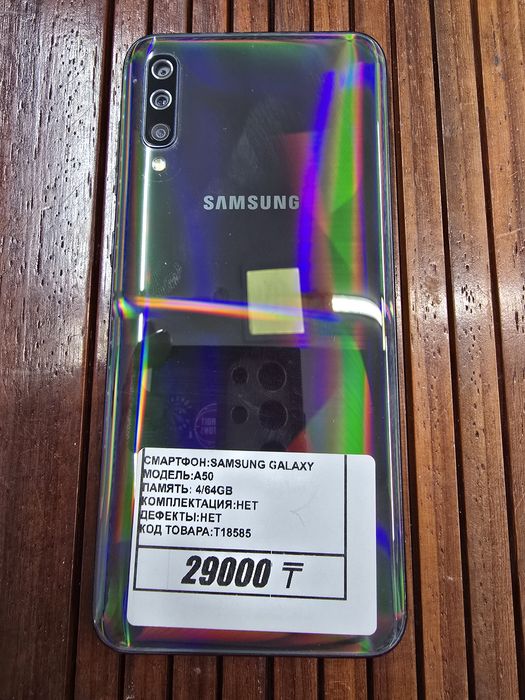 SAMSUNG
СМАРТФОН:SAMSUNG GALAXY
МОДЕЛЬ:A50
ПАМЯТЬ: 4/64GB
КОМПЛЕКТАЦИЯ:НЕТ
ДЕФЕКТЫ:НЕТ
КОД ТОВАРА:T18585
29000 ₸